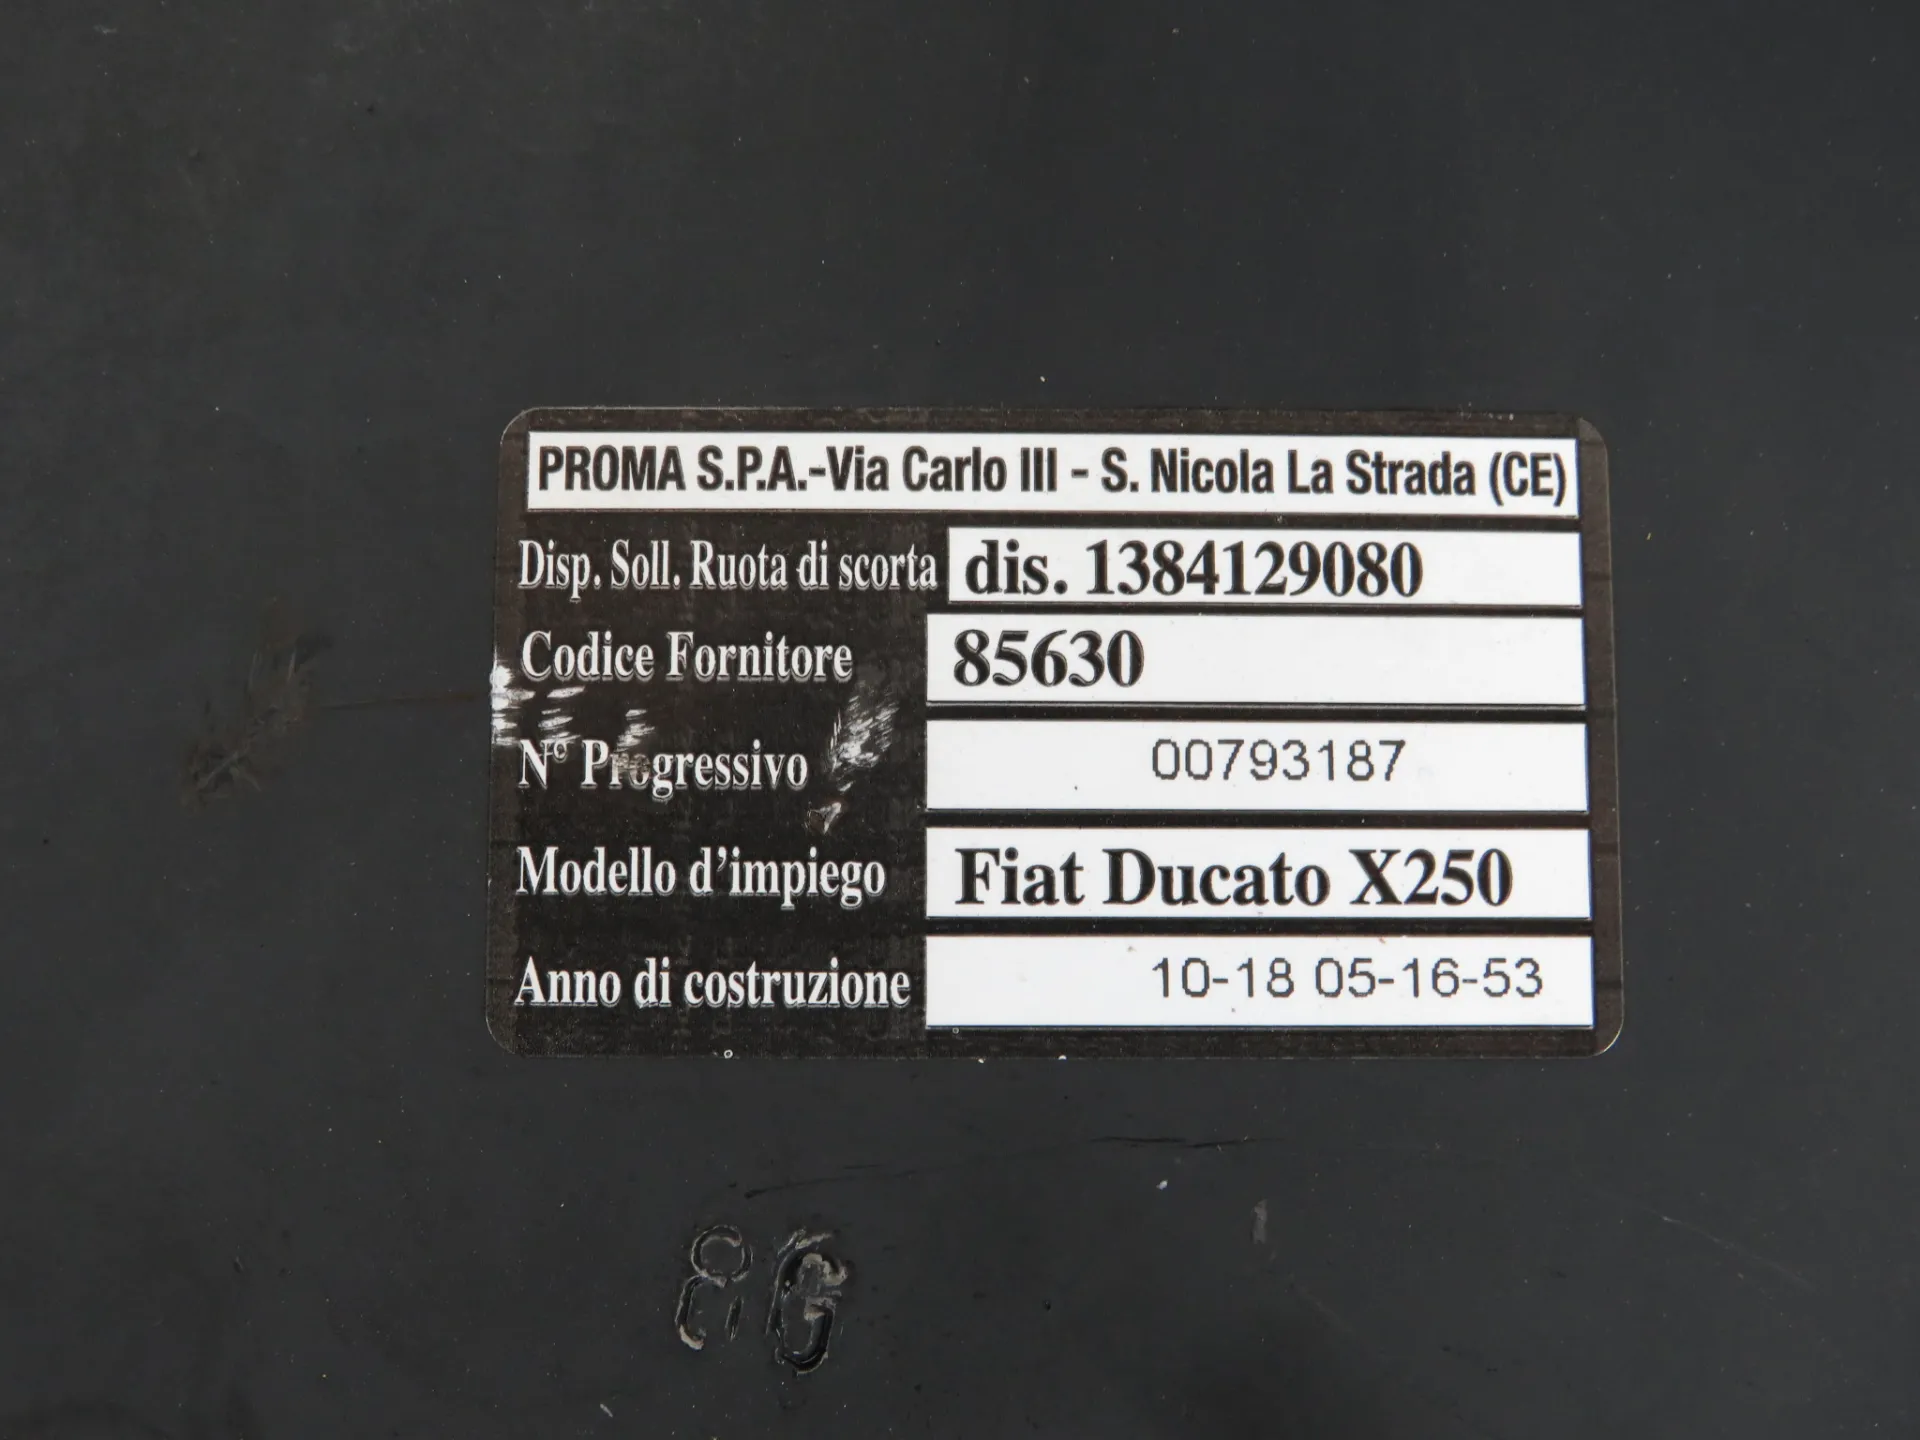 PROMA S.P.A.-Via Carlo III - S. Nicola La Strada (CE)
Disp. Soll. Ruota di scorta dis. 1384129080
Codice Fornitore 85630
N° Progressivo 00793187
Modello d'impiego Fiat Ducato X250
Anno di costruzione 10-18 05-16-53